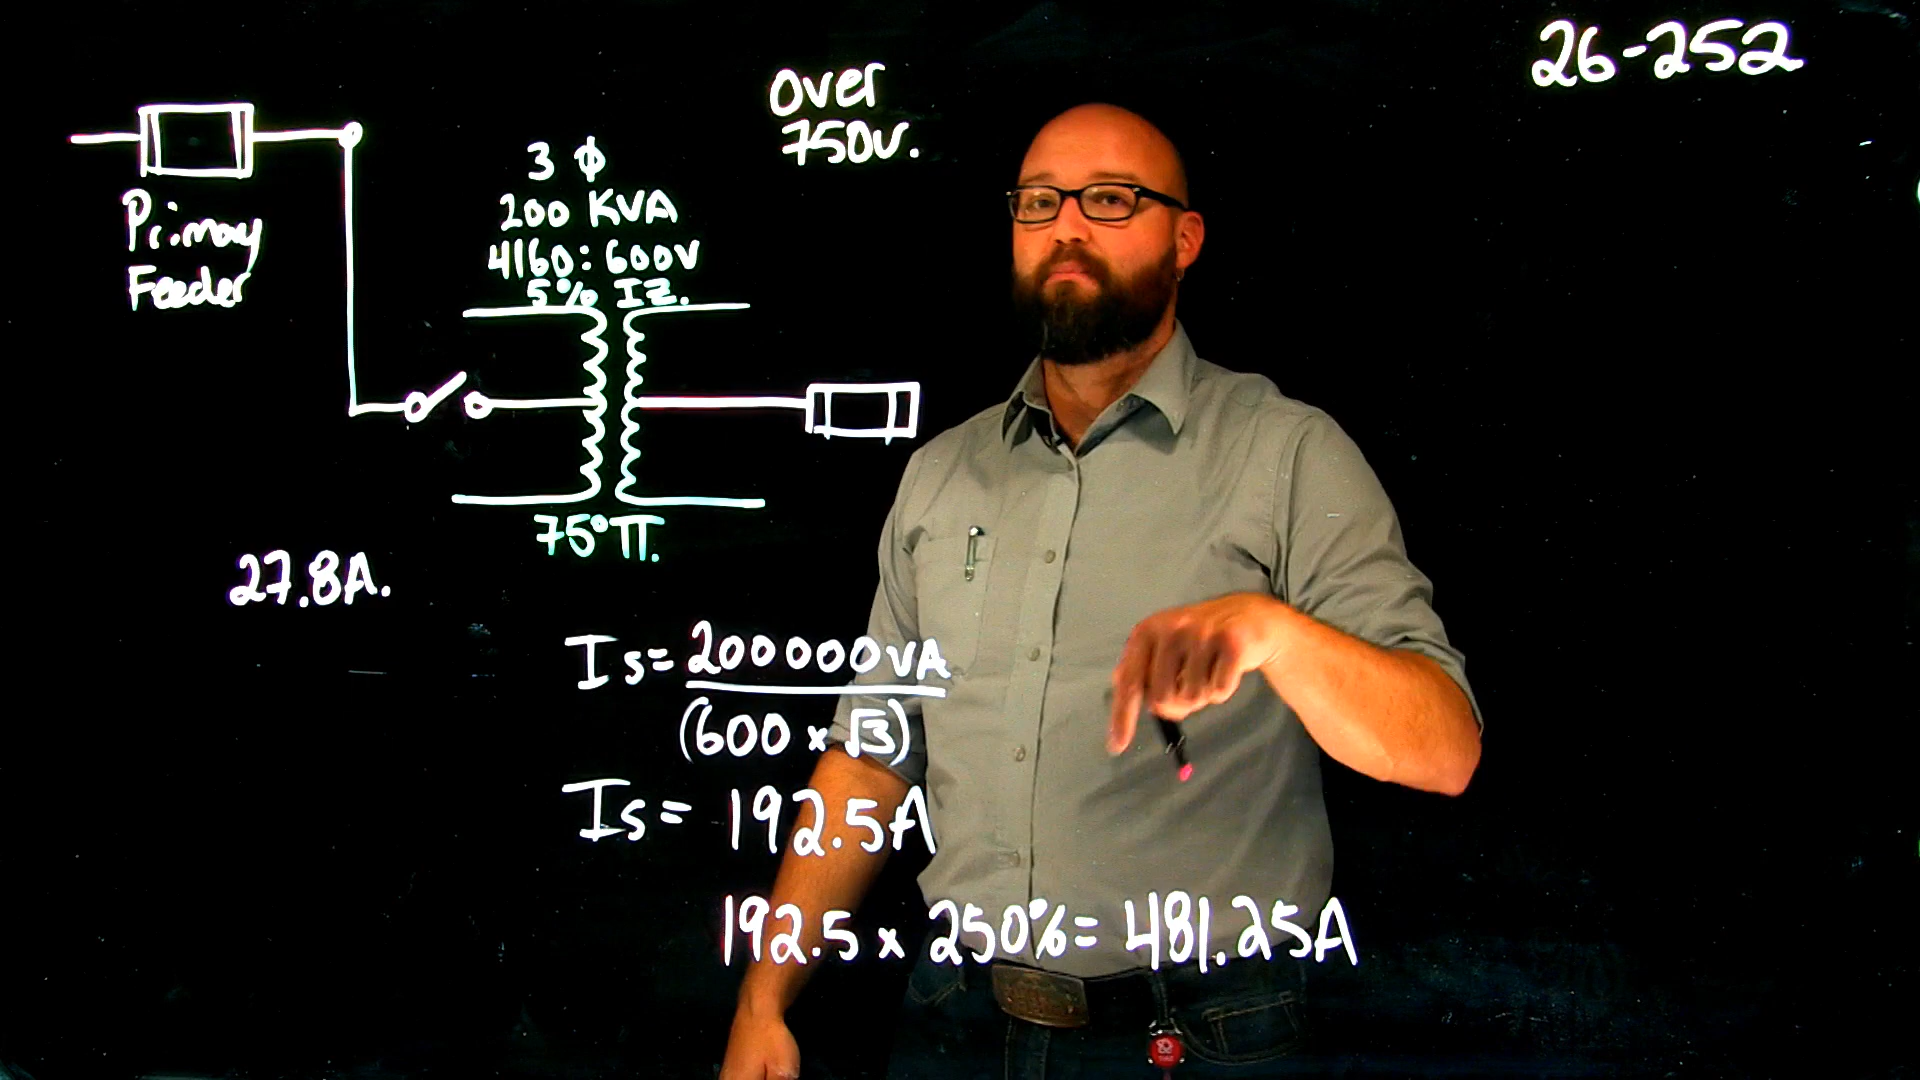 26-252
Over
750V.
3 ϕ
200 KVA
4160:600V
5% IZ.
Primary
Feeder
75° TT.
27.8A.
Is= 200000VA
(600 x √3)
Is= 192.5A
192.5 x 250%= 481.25A